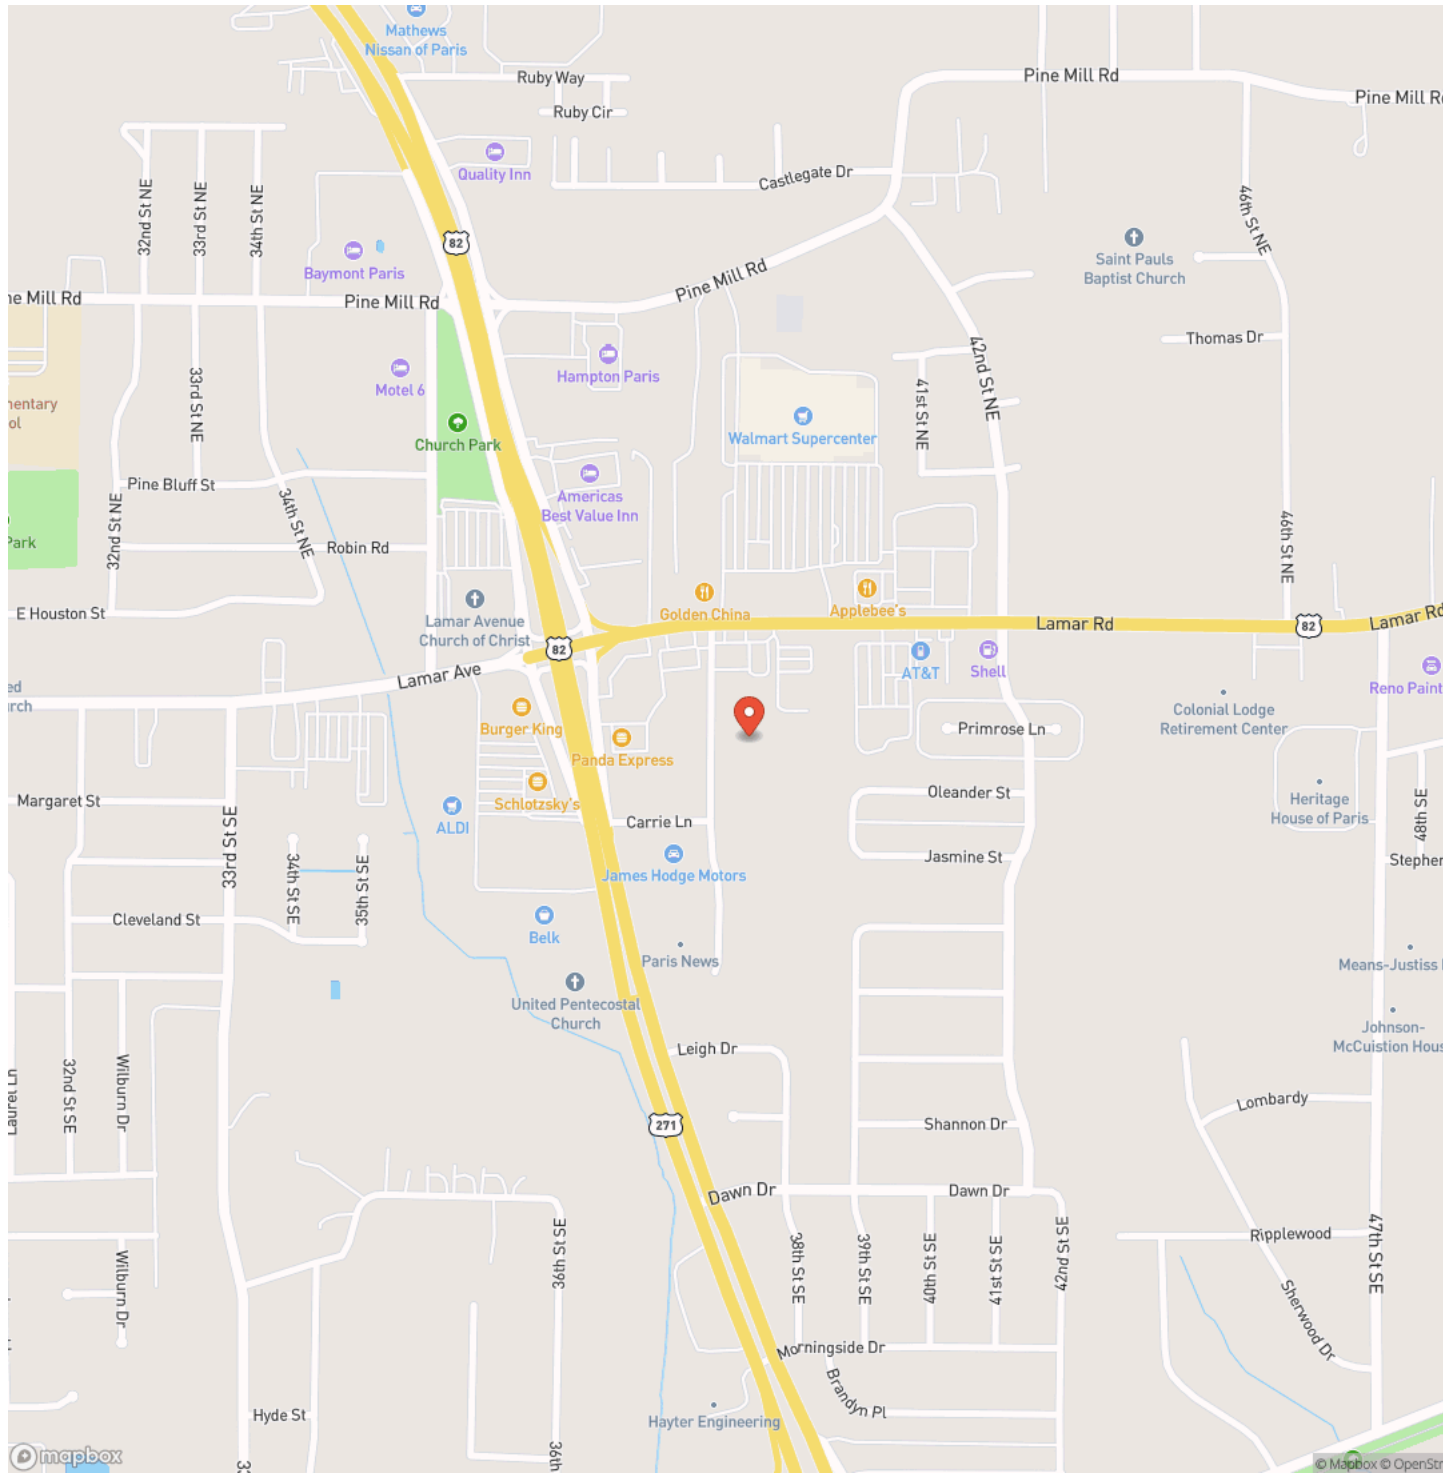 Mathews
Nissan of Paris
Ruby Way
Pine Mill Rd
Pine Mill R
Ruby Cir
Quality Inn
Castlegate Dr
32nd St NE
33rd St NE
34th St NE
46th St NE
82
Baymont Paris
Saint Pauls
Baptist Church
ne Mill Rd
Pine Mill Rd
Pine Mill Rd
Thomas Dr
42nd St NE
Hampton Paris
Motel 6
33rd St NE
41st St NE
mentary
ol
Church Park
Walmart Supercenter
Pine Bluff St
Americas
Best Value Inn
32nd St NE
34th St NE
46th St NE
Park
Robin Rd
E Houston St
Lamar Avenue
Church of Christ
Golden China
Applebee's
Lamar Rd
82
Lamar Rd
82
Lamar Ave
AT&T
Shell
ed
urch
Reno Paint
Colonial Lodge
Retirement Center
Burger King
Primrose Ln
Panda Express
Schlotzsky's
Oleander St
Margaret St
Heritage
House of Paris
ALDI
Carrie Ln
33rd St SE
34th St SE
35th St SE
48th St SE
Jasmine St
Stephen
James Hodge Motors
Cleveland St
Belk
Paris News
Means-Justiss
United Pentecostal
Church
Johnson-
McCuistion Hous
Leigh Dr
Laurel Ln
32nd St SE
Wilburn Dr
Lombardy
271
Shannon Dr
Dawn Dr
Dawn Dr
Wilburn Dr
36th St SE
38th St SE
39th St SE
40th St SE
41st St SE
42nd St SE
Ripplewood
47th St SE
Sherwood Dr
Morningside Dr
Brandyn Pl
Hyde St
Hayter Engineering
36th
33
mapbox
© Mapbox © OpenStr